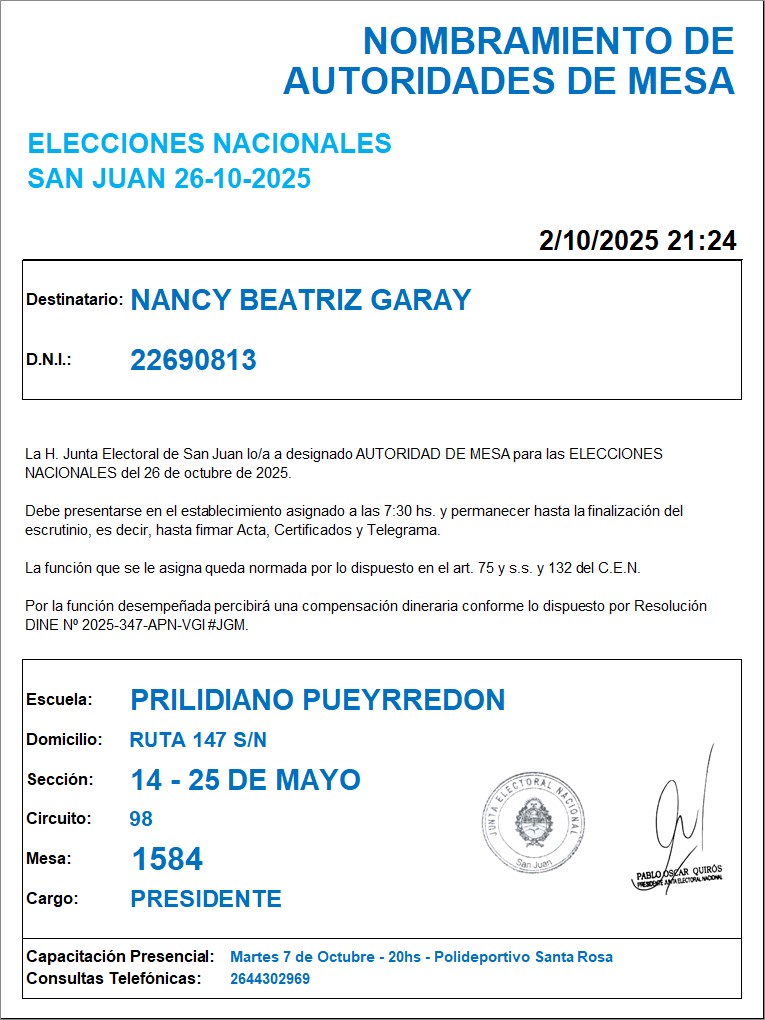 NOMBRAMIENTO DE
AUTORIDADES DE MESA
ELECCIONES NACIONALES
SAN JUAN 26-10-2025
2/10/2025 21:24
Destinatario: NANCY BEATRIZ GARAY
D.N.I.: 22690813
La H. Junta Electoral de San Juan lo/a a designado AUTORIDAD DE MESA para las ELECCIONES
NACIONALES del 26 de octubre de 2025.
Debe presentarse en el establecimiento asignado a las 7:30 hs. y permanecer hasta la finalización del
escrutinio, es decir, hasta firmar Acta, Certificados y Telegrama.
La función que se le asigna queda normada por lo dispuesto en el art. 75 y s.s. y 132 del C.E.N.
Por la función desempeñada percibirá una compensación dineraria conforme lo dispuesto por Resolución
DINE Nº 2025-347-APN-VGI #JGM.
Escuela: PRILIDIANO PUEYRREDON
Domicilio: RUTA 147 S/N
Sección: 14 - 25 DE MAYO
Circuito: 98
Mesa: 1584
Cargo: PRESIDENTE
JUNTA ELECTORAL NACIONAL
San Juan
PABLO OSCAR QUIRÓS
PRESIDENTE JUNTA ELECTORAL NACIONAL
Capacitación Presencial: Martes 7 de Octubre - 20hs - Polideportivo Santa Rosa
Consultas Telefónicas: 2644302969